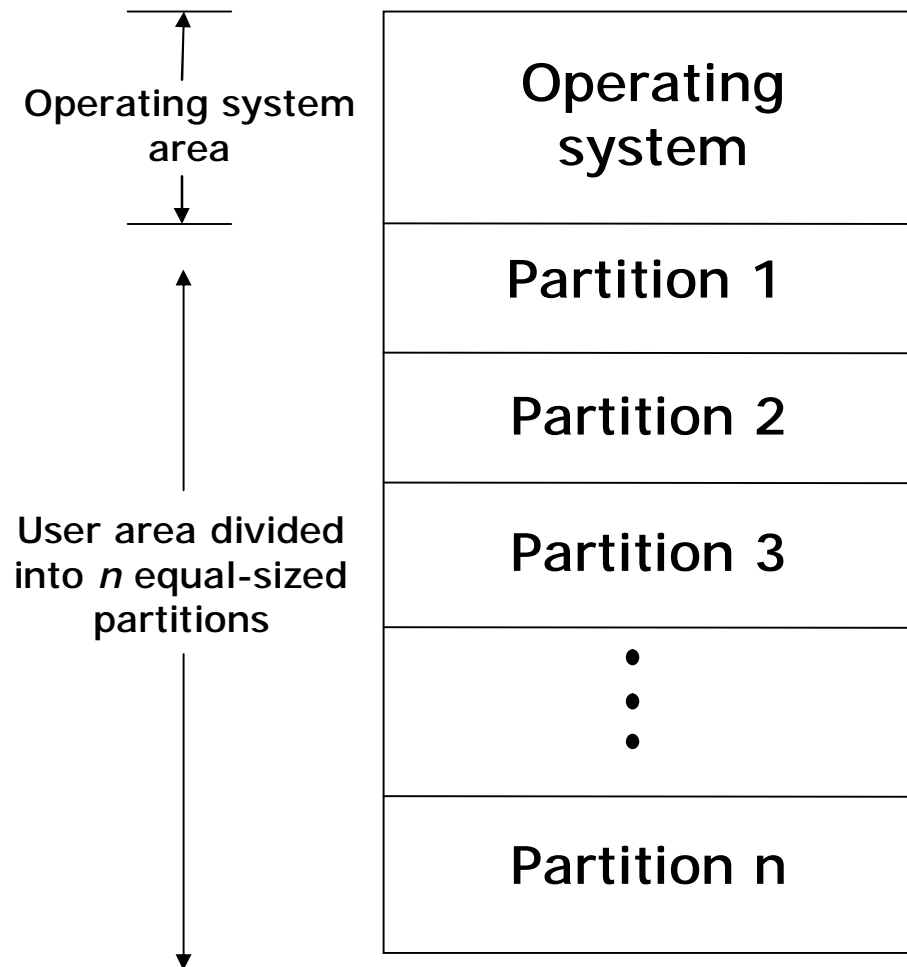 Operating system
area
User area divided
into n equal-sized
partitions
Operating
system
Partition 1
Partition 2
Partition 3
Partition n